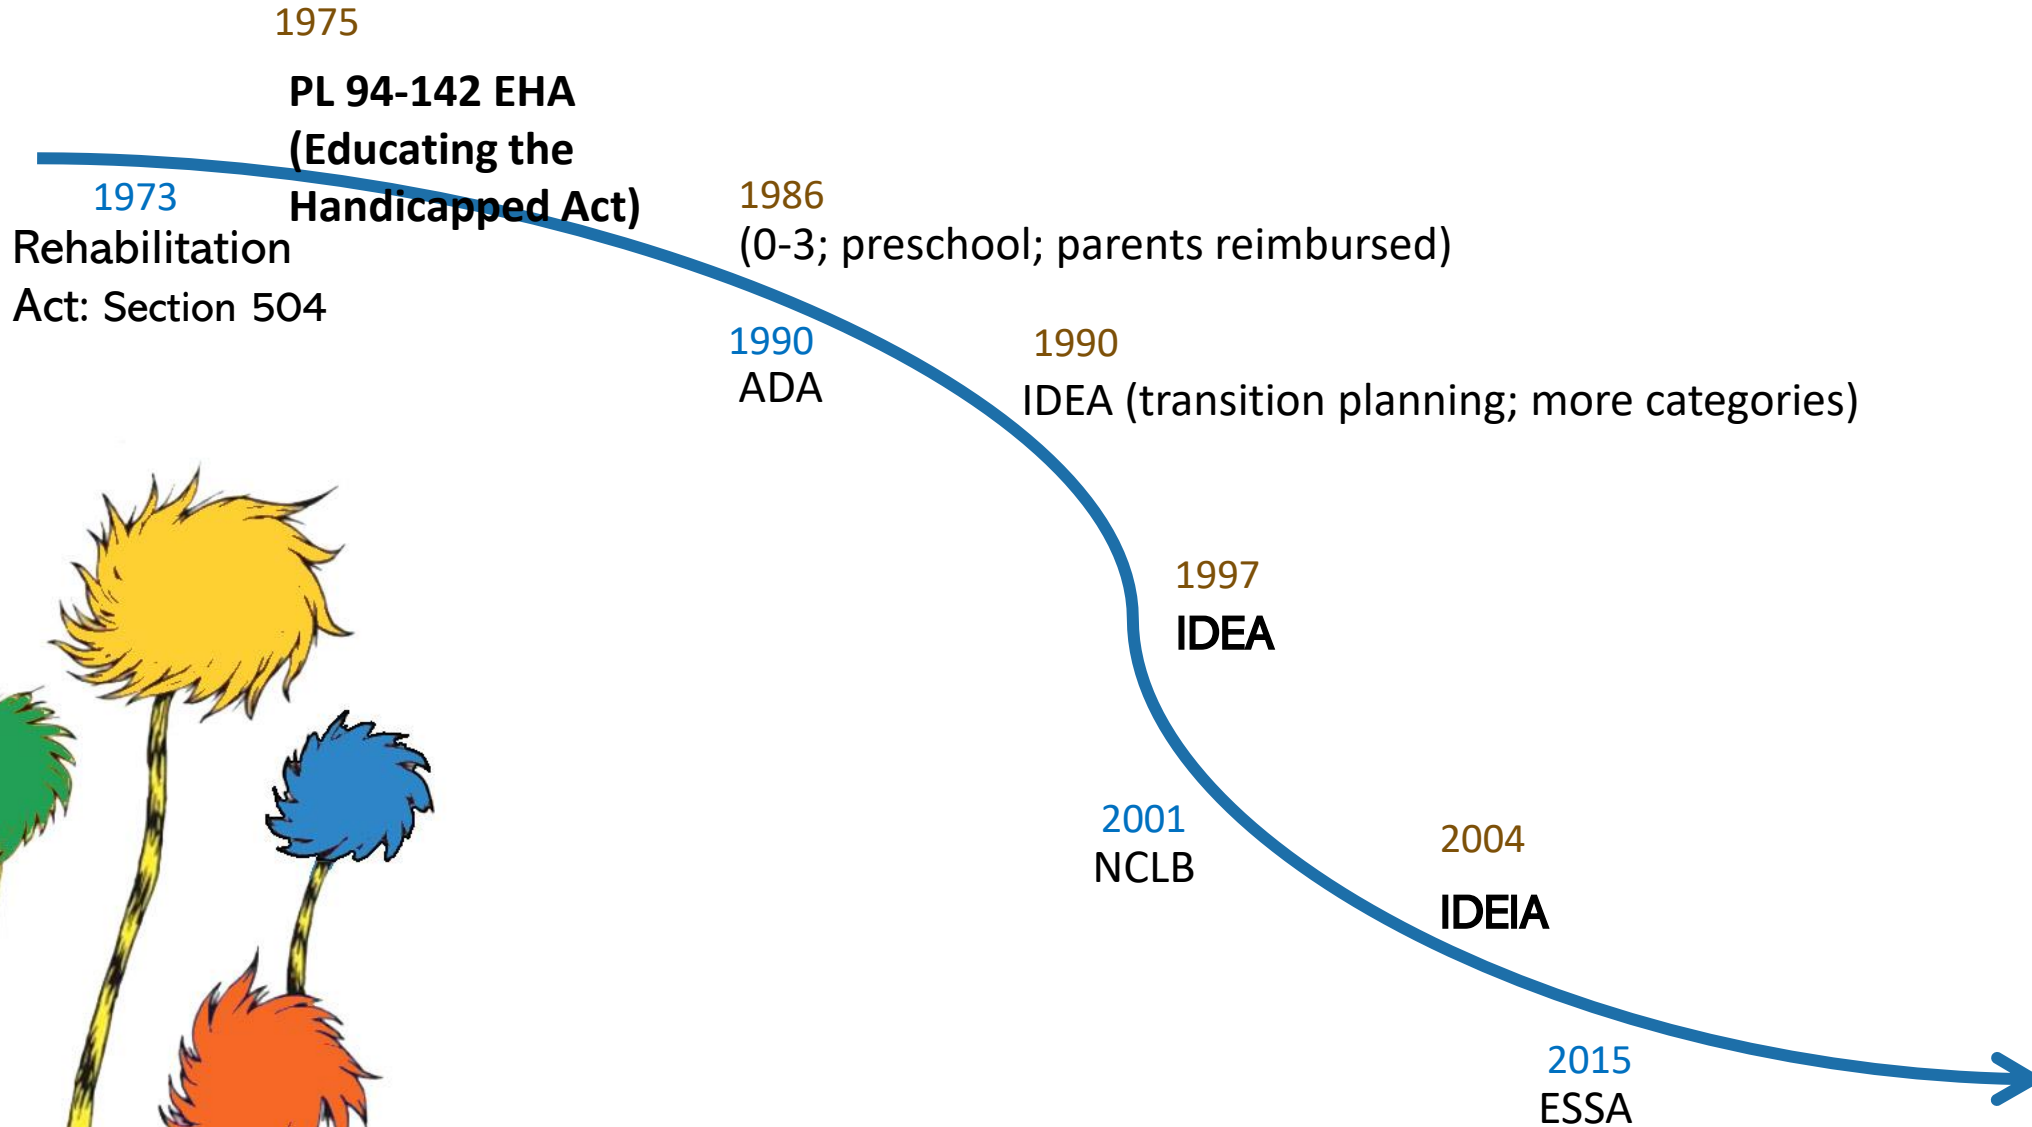 1975
PL 94-142 EHA
(Educating the
Handicapped Act)
1973
Rehabilitation
Act: Section 504
1986
(0-3; preschool; parents reimbursed)
1990
ADA
1990
IDEA (transition planning; more categories)
1997
IDEA
2001
NCLB
2004
IDEIA
2015
ESSA